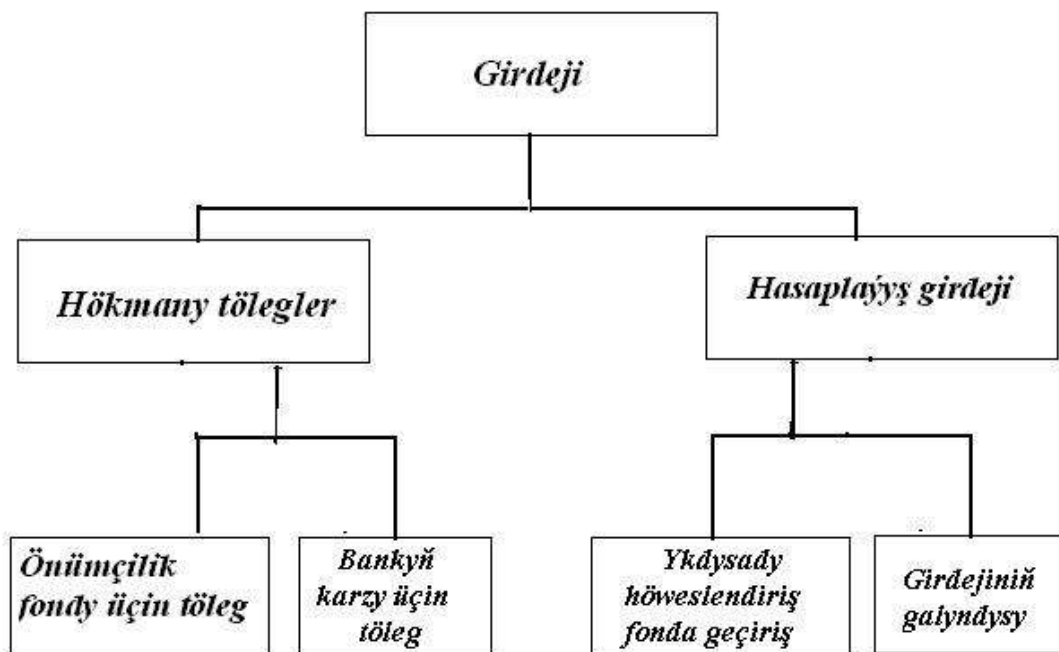 Girdeji
Hökmany tölegler
Hasaplaýyş girdeji
Önümçilik
fondy üçin töleg
Bankyň
karzy üçin
töleg
Ykdysady
höweslendiriş
fonda geçiriş
Girdejiniň
galyndysy